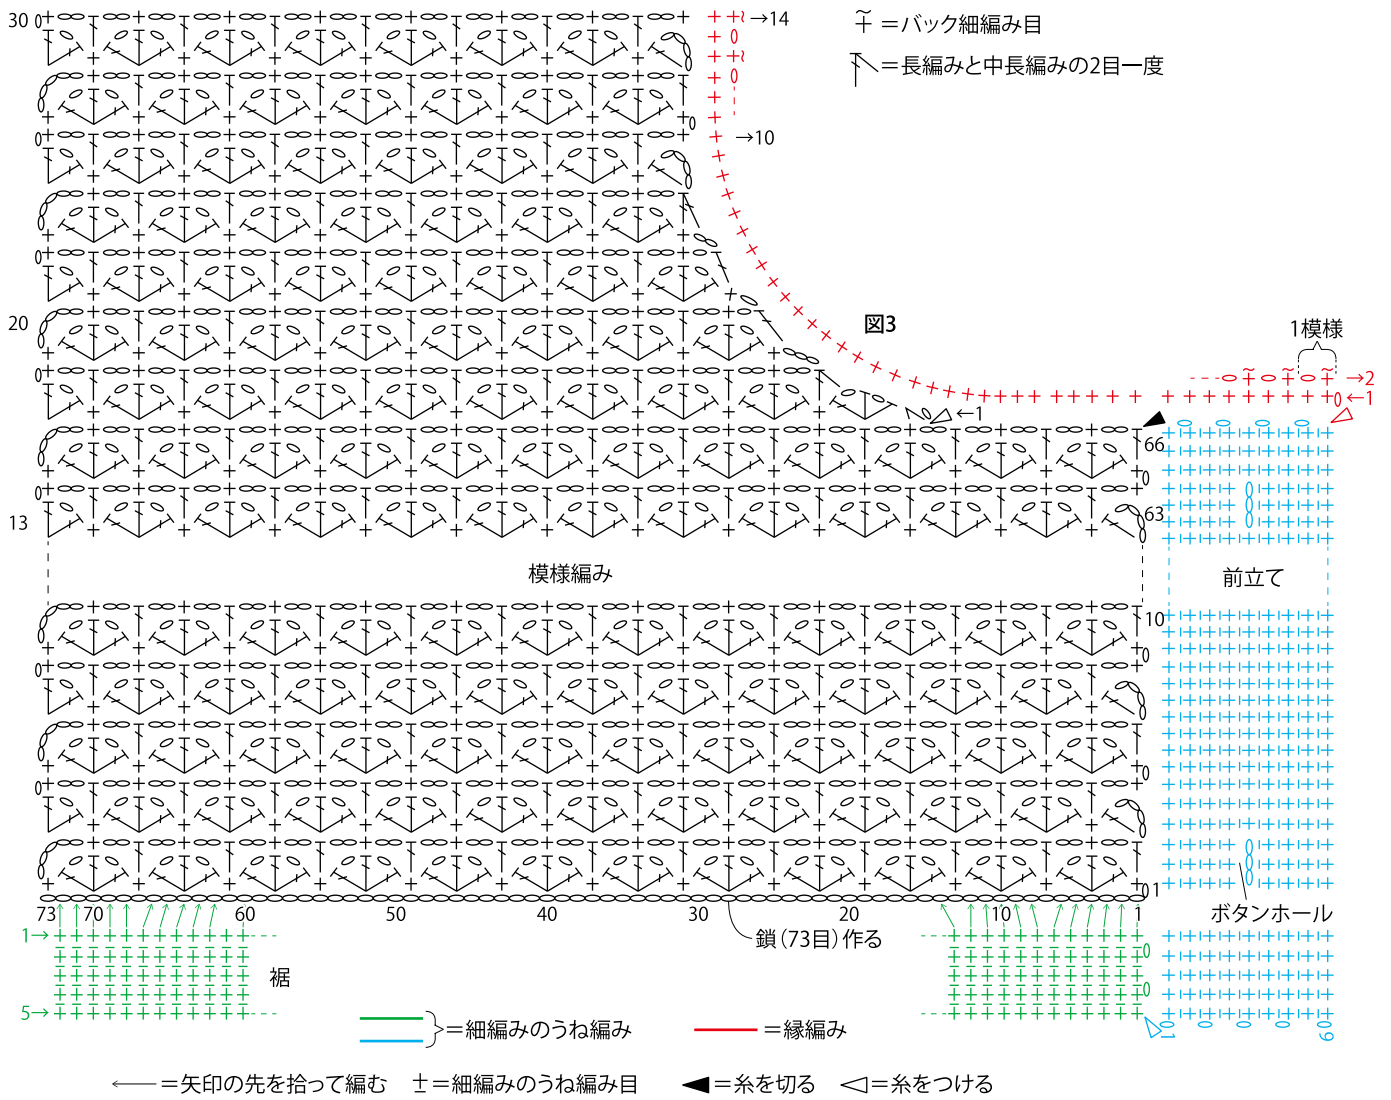 30
→14
＝バック細編み目
＝長編みと中長編みの2目一度
→10
20
図3
1模様
→2
←1
←1
66
13
63
模様編み
前立て
10
1
73 70 60 50 40 30 20 10 1
ボタンホール
鎖(73目)作る
1→
裾
5→
1 9
＝細編みのうね編み
＝縁編み
＝矢印の先を拾って編む
＝細編みのうね編み目
＝糸を切る
＝糸をつける